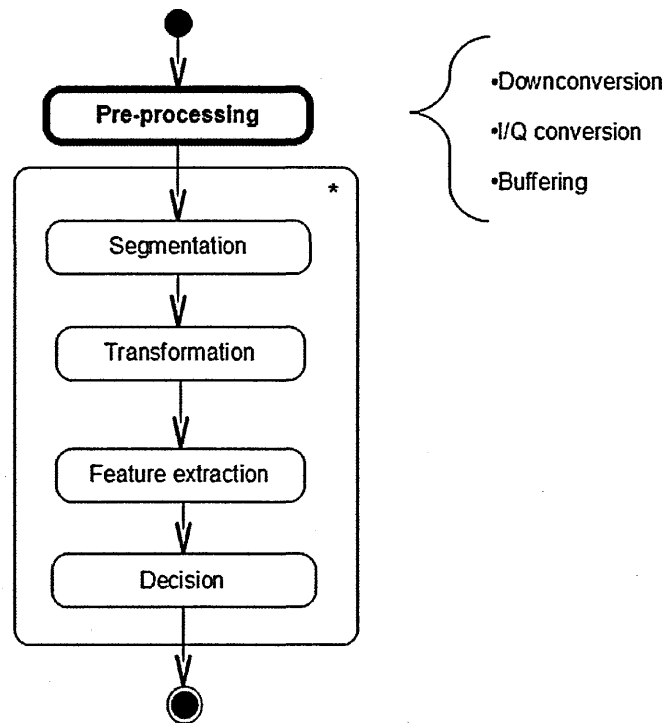 Pre-processing
•Downconversion
•I/Q conversion
•Buffering
*
Segmentation
Transformation
Feature extraction
Decision